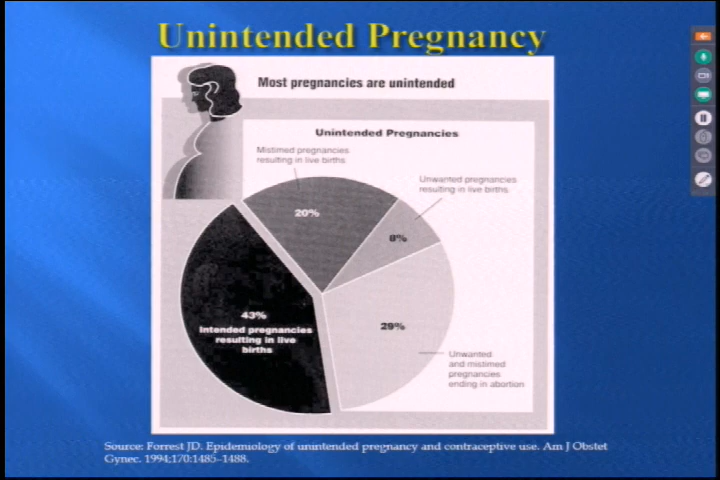 Unintended Pregnancy
Most pregnancies are unintended
Unintended Pregnancies
Mistimed pregnancies
resulting in live births
Unwanted pregnancies
resulting in live births
20%
8%
43%
Intended pregnancies
resulting in live
births
29%
Unwanted
and mistimed
pregnancies
ending in abortion
Source: Forrest JD. Epidemiology of unintended pregnancy and contraceptive use. Am J Obstet
Gynec. 1994;170:1485–1488.